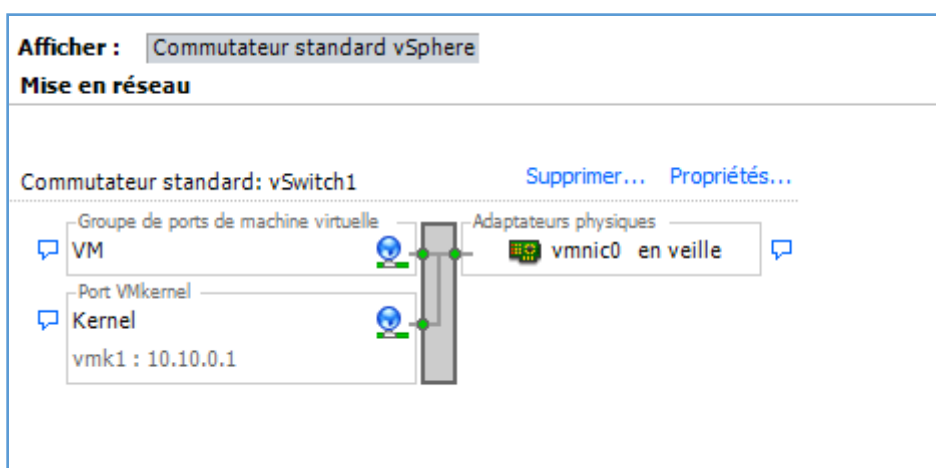 Afficher : Commutateur standard vSphere
Mise en réseau
Commutateur standard: vSwitch1 Supprimer... Propriétés...
Groupe de ports de machine virtuelle Adaptateurs physiques
VM vmnic0 en veille
Port VMkernel
Kernel
vmk1 : 10.10.0.1